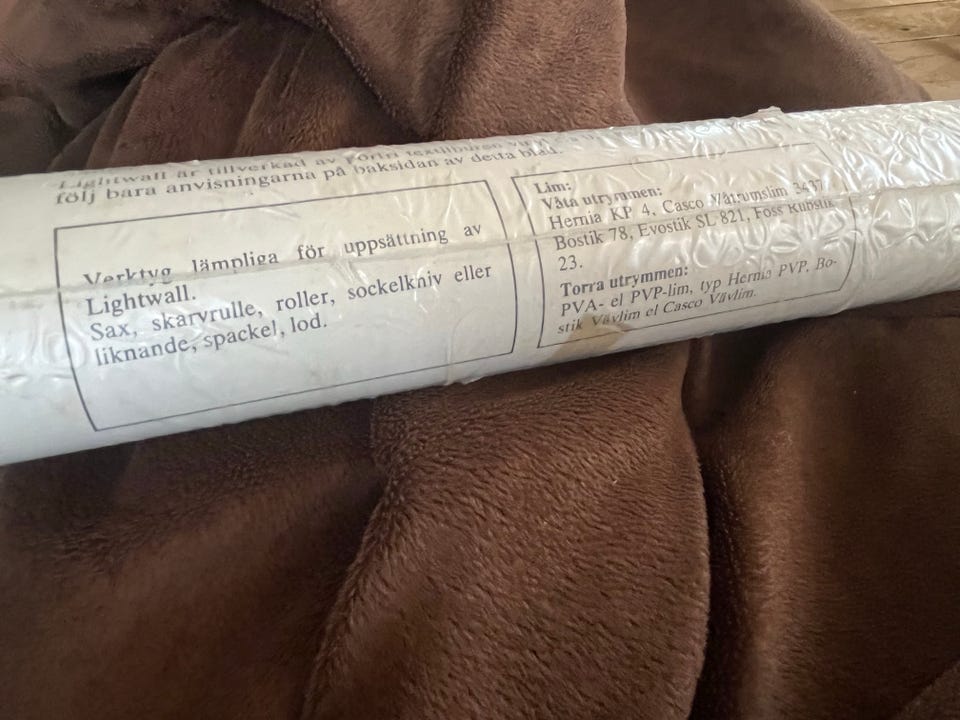 Lightwall är tillverkad av textilburen
följ bara anvisningarna på baksidan av detta blad.
Verktyg lämpliga för uppsättning av
Lightwall.
Sax, skarvrulle, roller, sockelkniv eller
liknande, spackel, lod.
Lim:
Våta utrymmen:
Hernia KP 4, Casco Våtrumslim 3437
Bostik 78, Evostik SL 821, Foss Rubstik
23.
Torra utrymmen:
PVA- el PVP-lim, typ Hernia PVP, Bo-
stik Vävlim el Casco Vävlim.